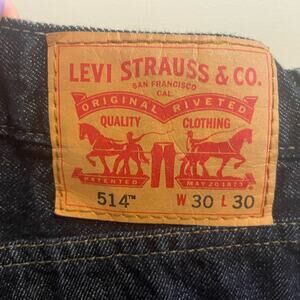 LEVI STRAUSS & CO.
SAN FRANCISCO
CAL
ORIGINAL RIVETED
QUALITY CLOTHING
PATENTED MAY 20 1873
514™ W 30 L 30